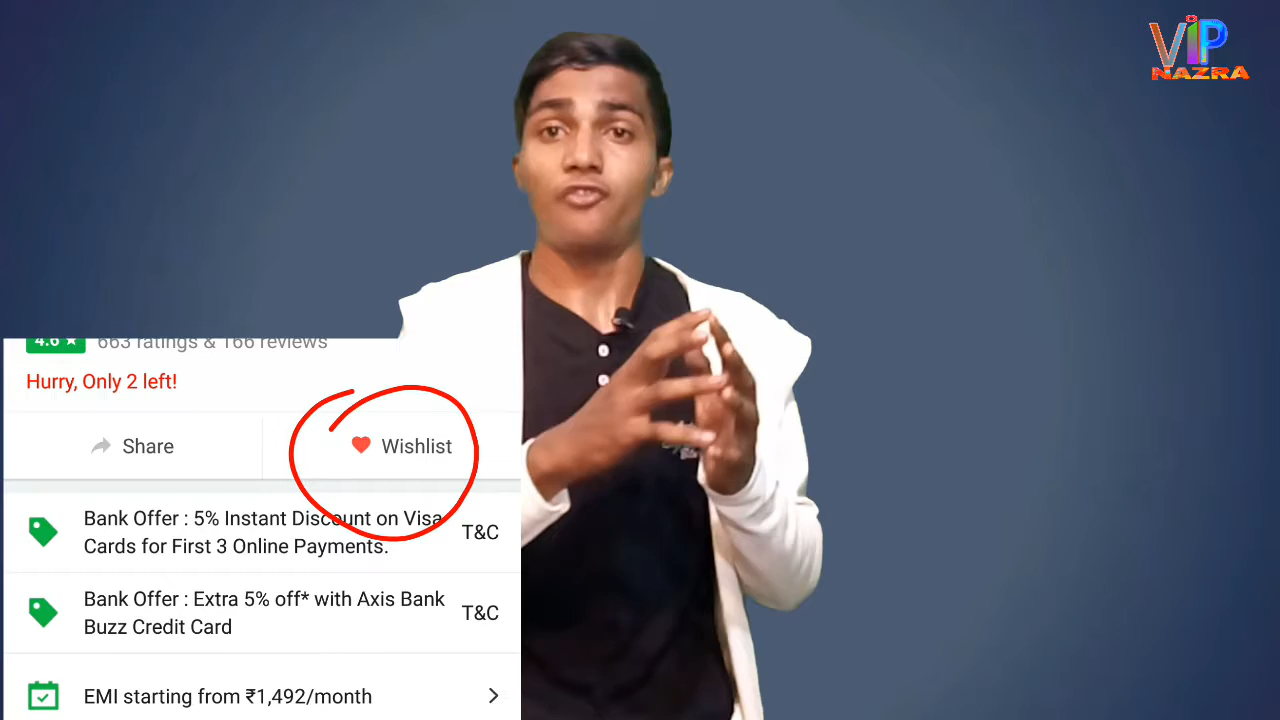 VIP
NAZRA
4.6 ★ 663 ratings & 166 reviews
Hurry, Only 2 left!
Share
Wishlist
Bank Offer : 5% Instant Discount on Visa
Cards for First 3 Online Payments.
T&C
Bank Offer : Extra 5% off* with Axis Bank
Buzz Credit Card
T&C
EMI starting from ₹1,492/month